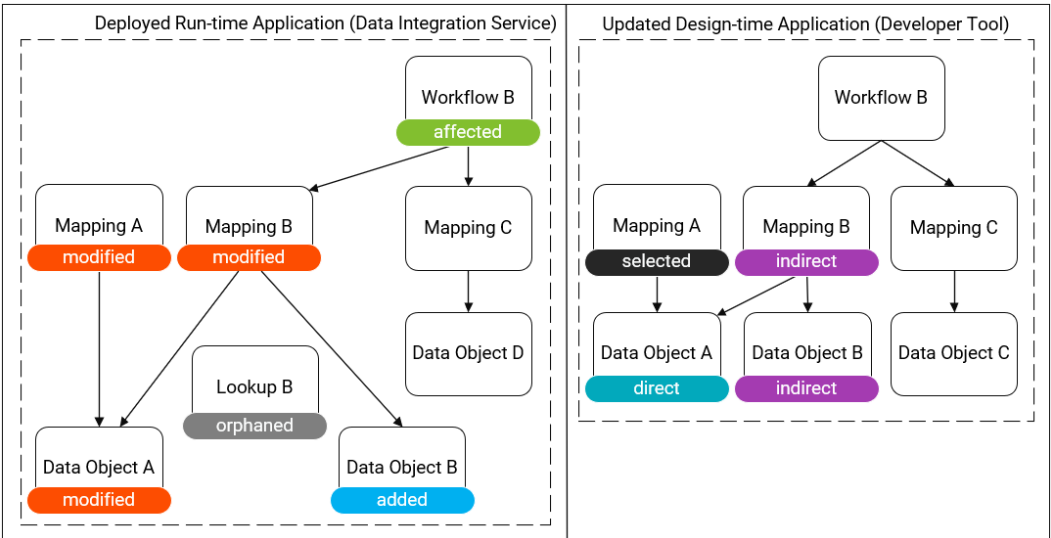 Deployed Run-time Application (Data Integration Service)
Workflow B
affected
Mapping A
modified
Mapping B
modified
Mapping C
Data Object D
Lookup B
orphaned
Data Object A
modified
Data Object B
added
Updated Design-time Application (Developer Tool)
Workflow B
Mapping A
selected
Mapping B
indirect
Mapping C
Data Object A
direct
Data Object B
indirect
Data Object C